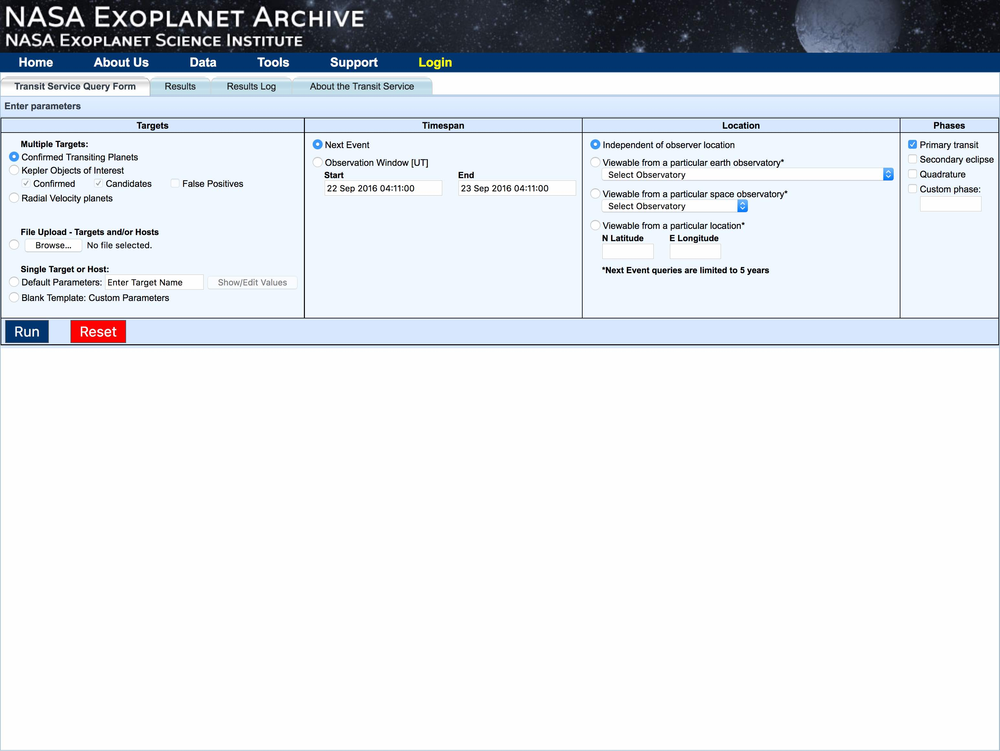 NASA EXOPLANET ARCHIVE
NASA EXOPLANET SCIENCE INSTITUTE
Home About Us Data Tools Support Login
Transit Service Query Form Results Results Log About the Transit Service
Enter parameters
Targets Timespan Location Phases
Multiple Targets:
Confirmed Transiting Planets
Kepler Objects of Interest
Confirmed Candidates False Positives
Radial Velocity planets
File Upload - Targets and/or Hosts
Browse... No file selected.
Single Target or Host:
Default Parameters: Enter Target Name Show/Edit Values
Blank Template: Custom Parameters
Next Event
Observation Window [UT]
Start End
22 Sep 2016 04:11:00 23 Sep 2016 04:11:00
Independent of observer location
Viewable from a particular earth observatory*
Select Observatory
Viewable from a particular space observatory*
Select Observatory
Viewable from a particular location*
N Latitude E Longitude
*Next Event queries are limited to 5 years
Primary transit
Secondary eclipse
Quadrature
Custom phase:
Run Reset